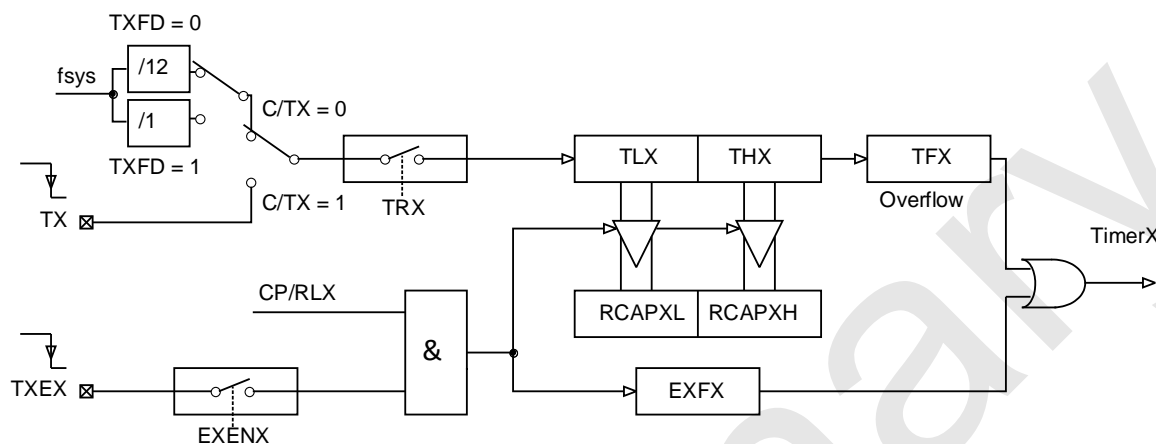 TXFD = 0
/12
fsys
C/TX = 0
/1
TXFD = 1
TX
C/TX = 1
TRX
TLX
THX
TFX
Overflow
TimerX
CP/RLX
&
RCAPXL
RCAPXH
TXEX
EXENX
EXFX